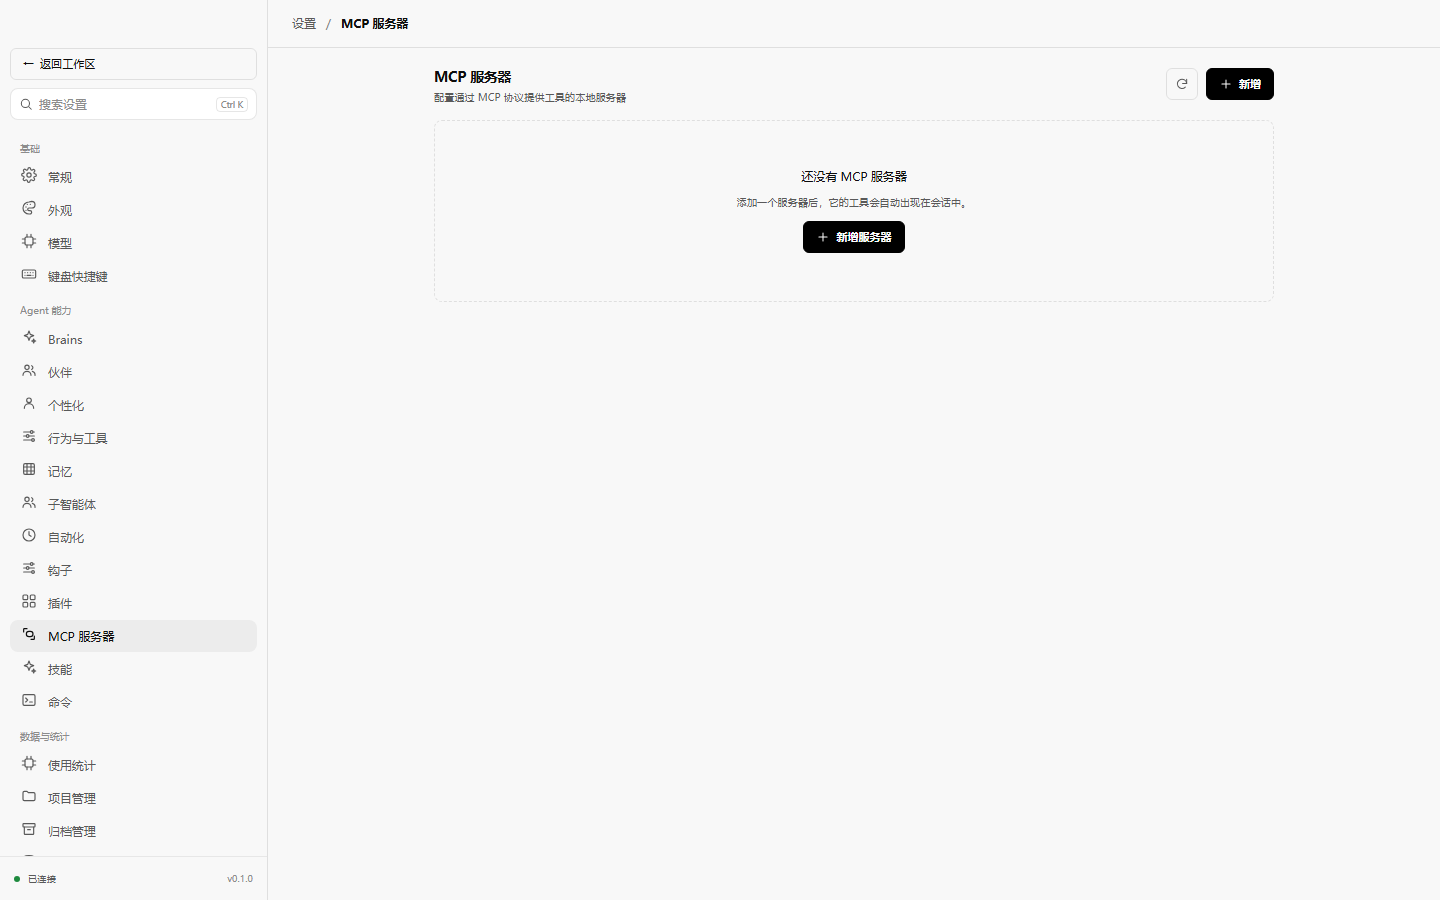 ← 返回工作区
搜索设置 Ctrl K
基础
常规
外观
模型
键盘快捷键
Agent 能力
Brains
伙伴
个性化
行为与工具
记忆
子智能体
自动化
钩子
插件
MCP 服务器
技能
命令
数据与统计
使用统计
项目管理
归档管理
已连接 v0.1.0
设置 / MCP 服务器
MCP 服务器
配置通过 MCP 协议提供工具的本地服务器
+ 新增
还没有 MCP 服务器
添加一个服务器后，它的工具会自动出现在会话中。
+ 新增服务器